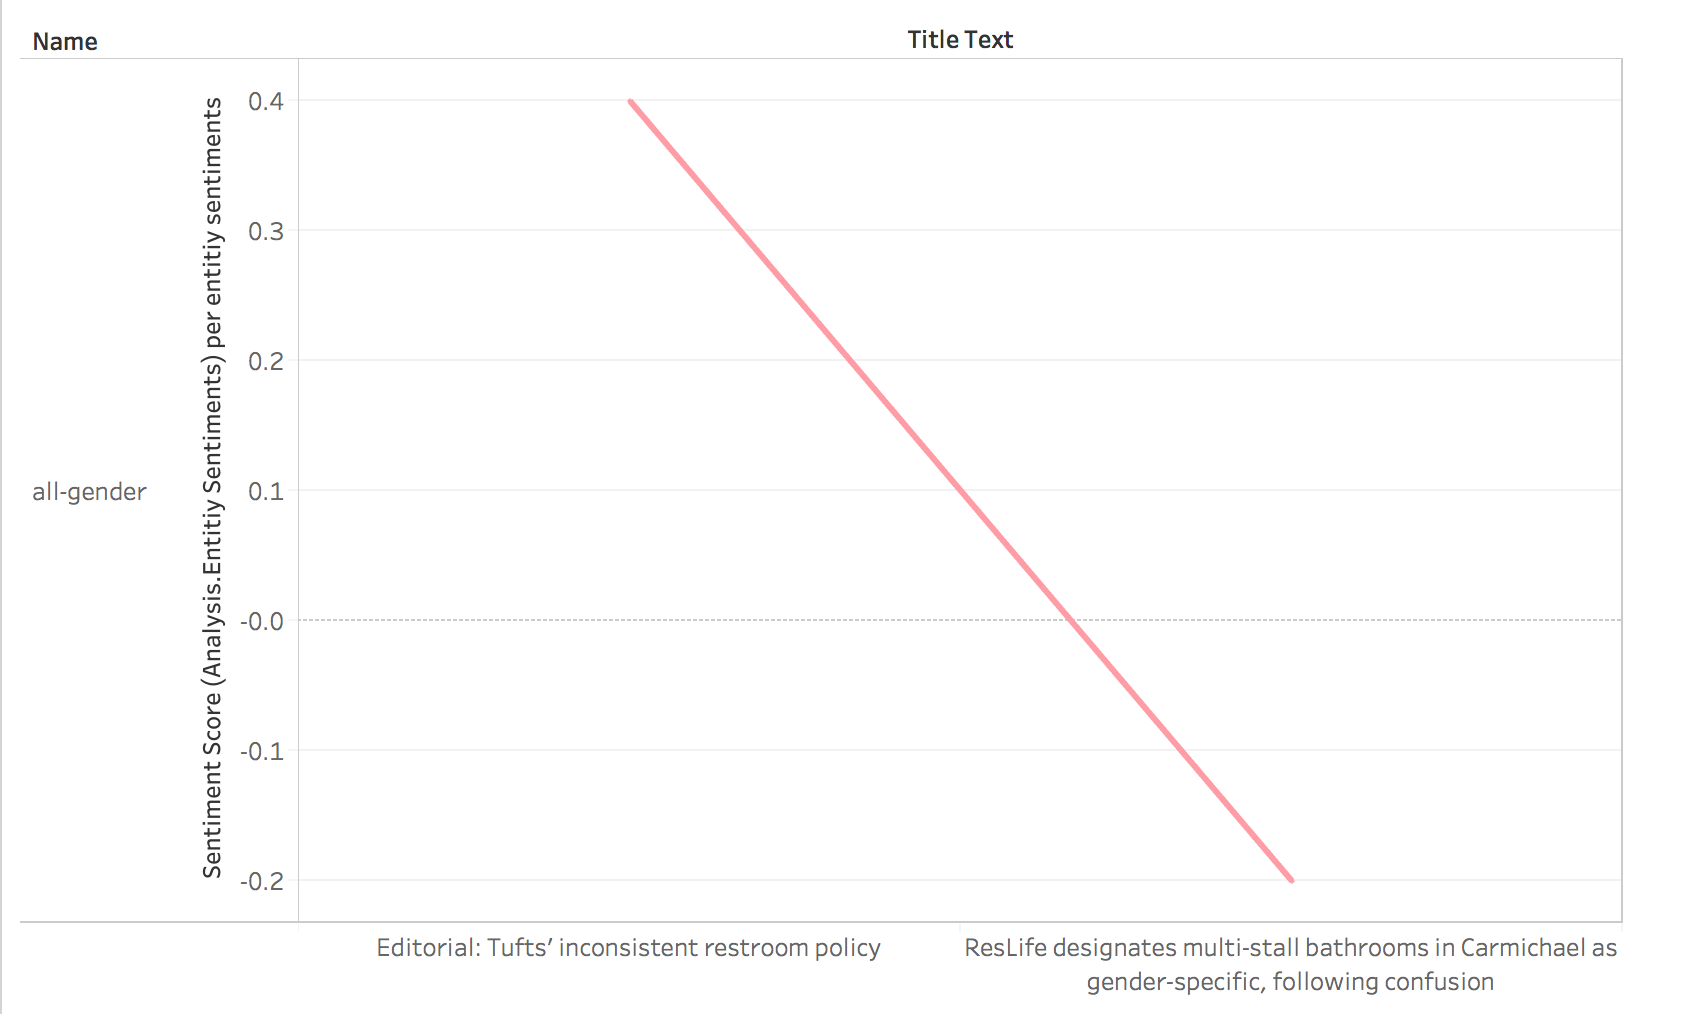 Name
Title Text
Sentiment Score (Analysis.Entitiy Sentiments) per entitiy sentiments
0.4
0.3
0.2
all-gender
0.1
-0.0
-0.1
-0.2
Editorial: Tufts’ inconsistent restroom policy
ResLife designates multi-stall bathrooms in Carmichael as
gender-specific, following confusion